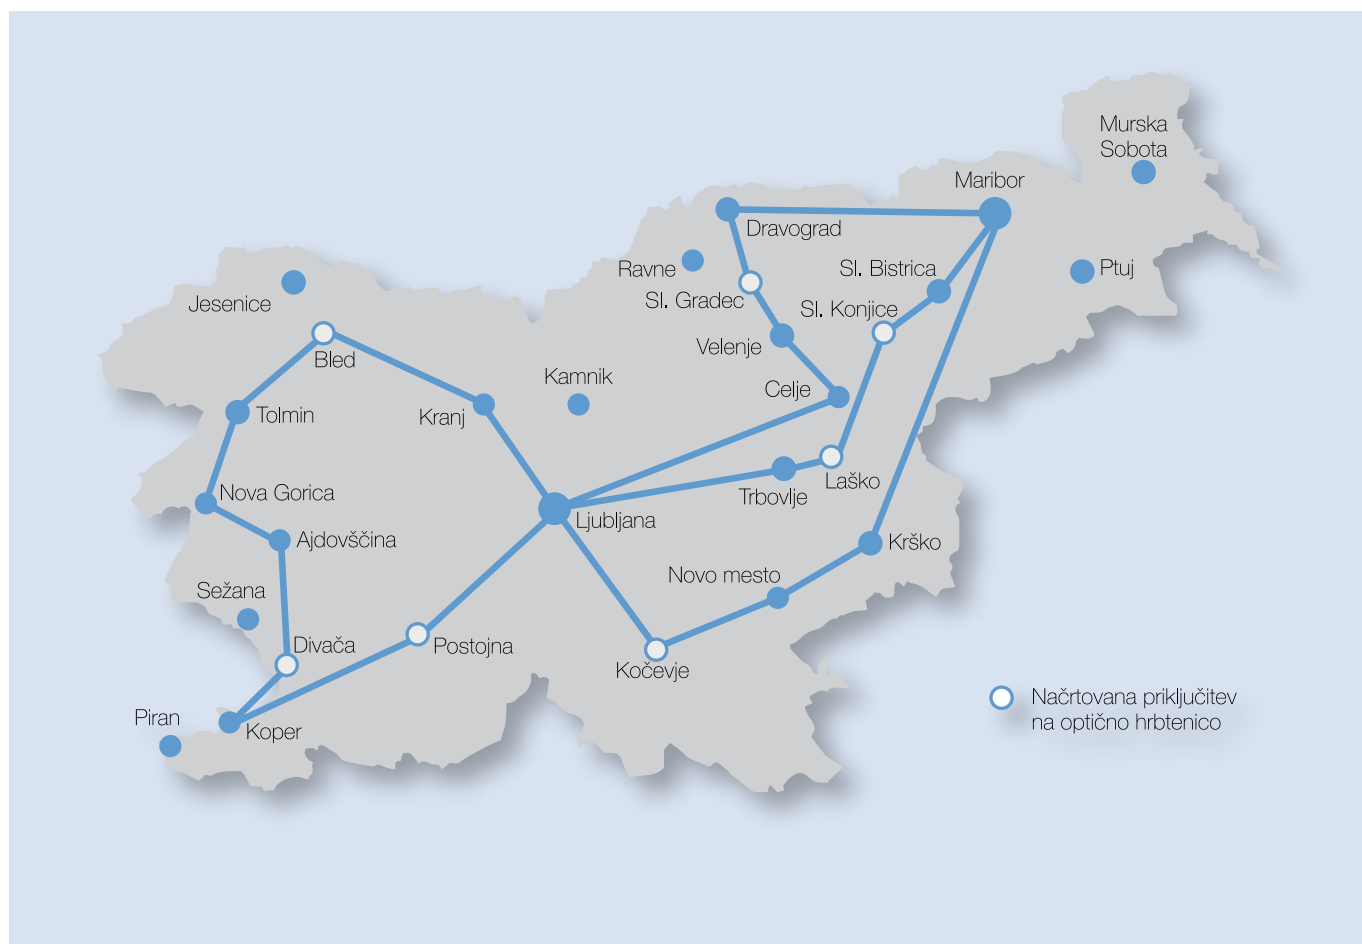 Murska
Sobota
Maribor
Dravograd
Ravne
Sl. Bistrica
Ptuj
Jesenice
Sl. Gradec
Sl. Konjice
Bled
Velenje
Kamnik
Celje
Tolmin
Kranj
Laško
Nova Gorica
Trbovlje
Ljubljana
Ajdovščina
Krško
Novo mesto
Sežana
Divača
Postojna
Kočevje
Piran
Koper
Načrtovana priključitev
na optično hrbtenico